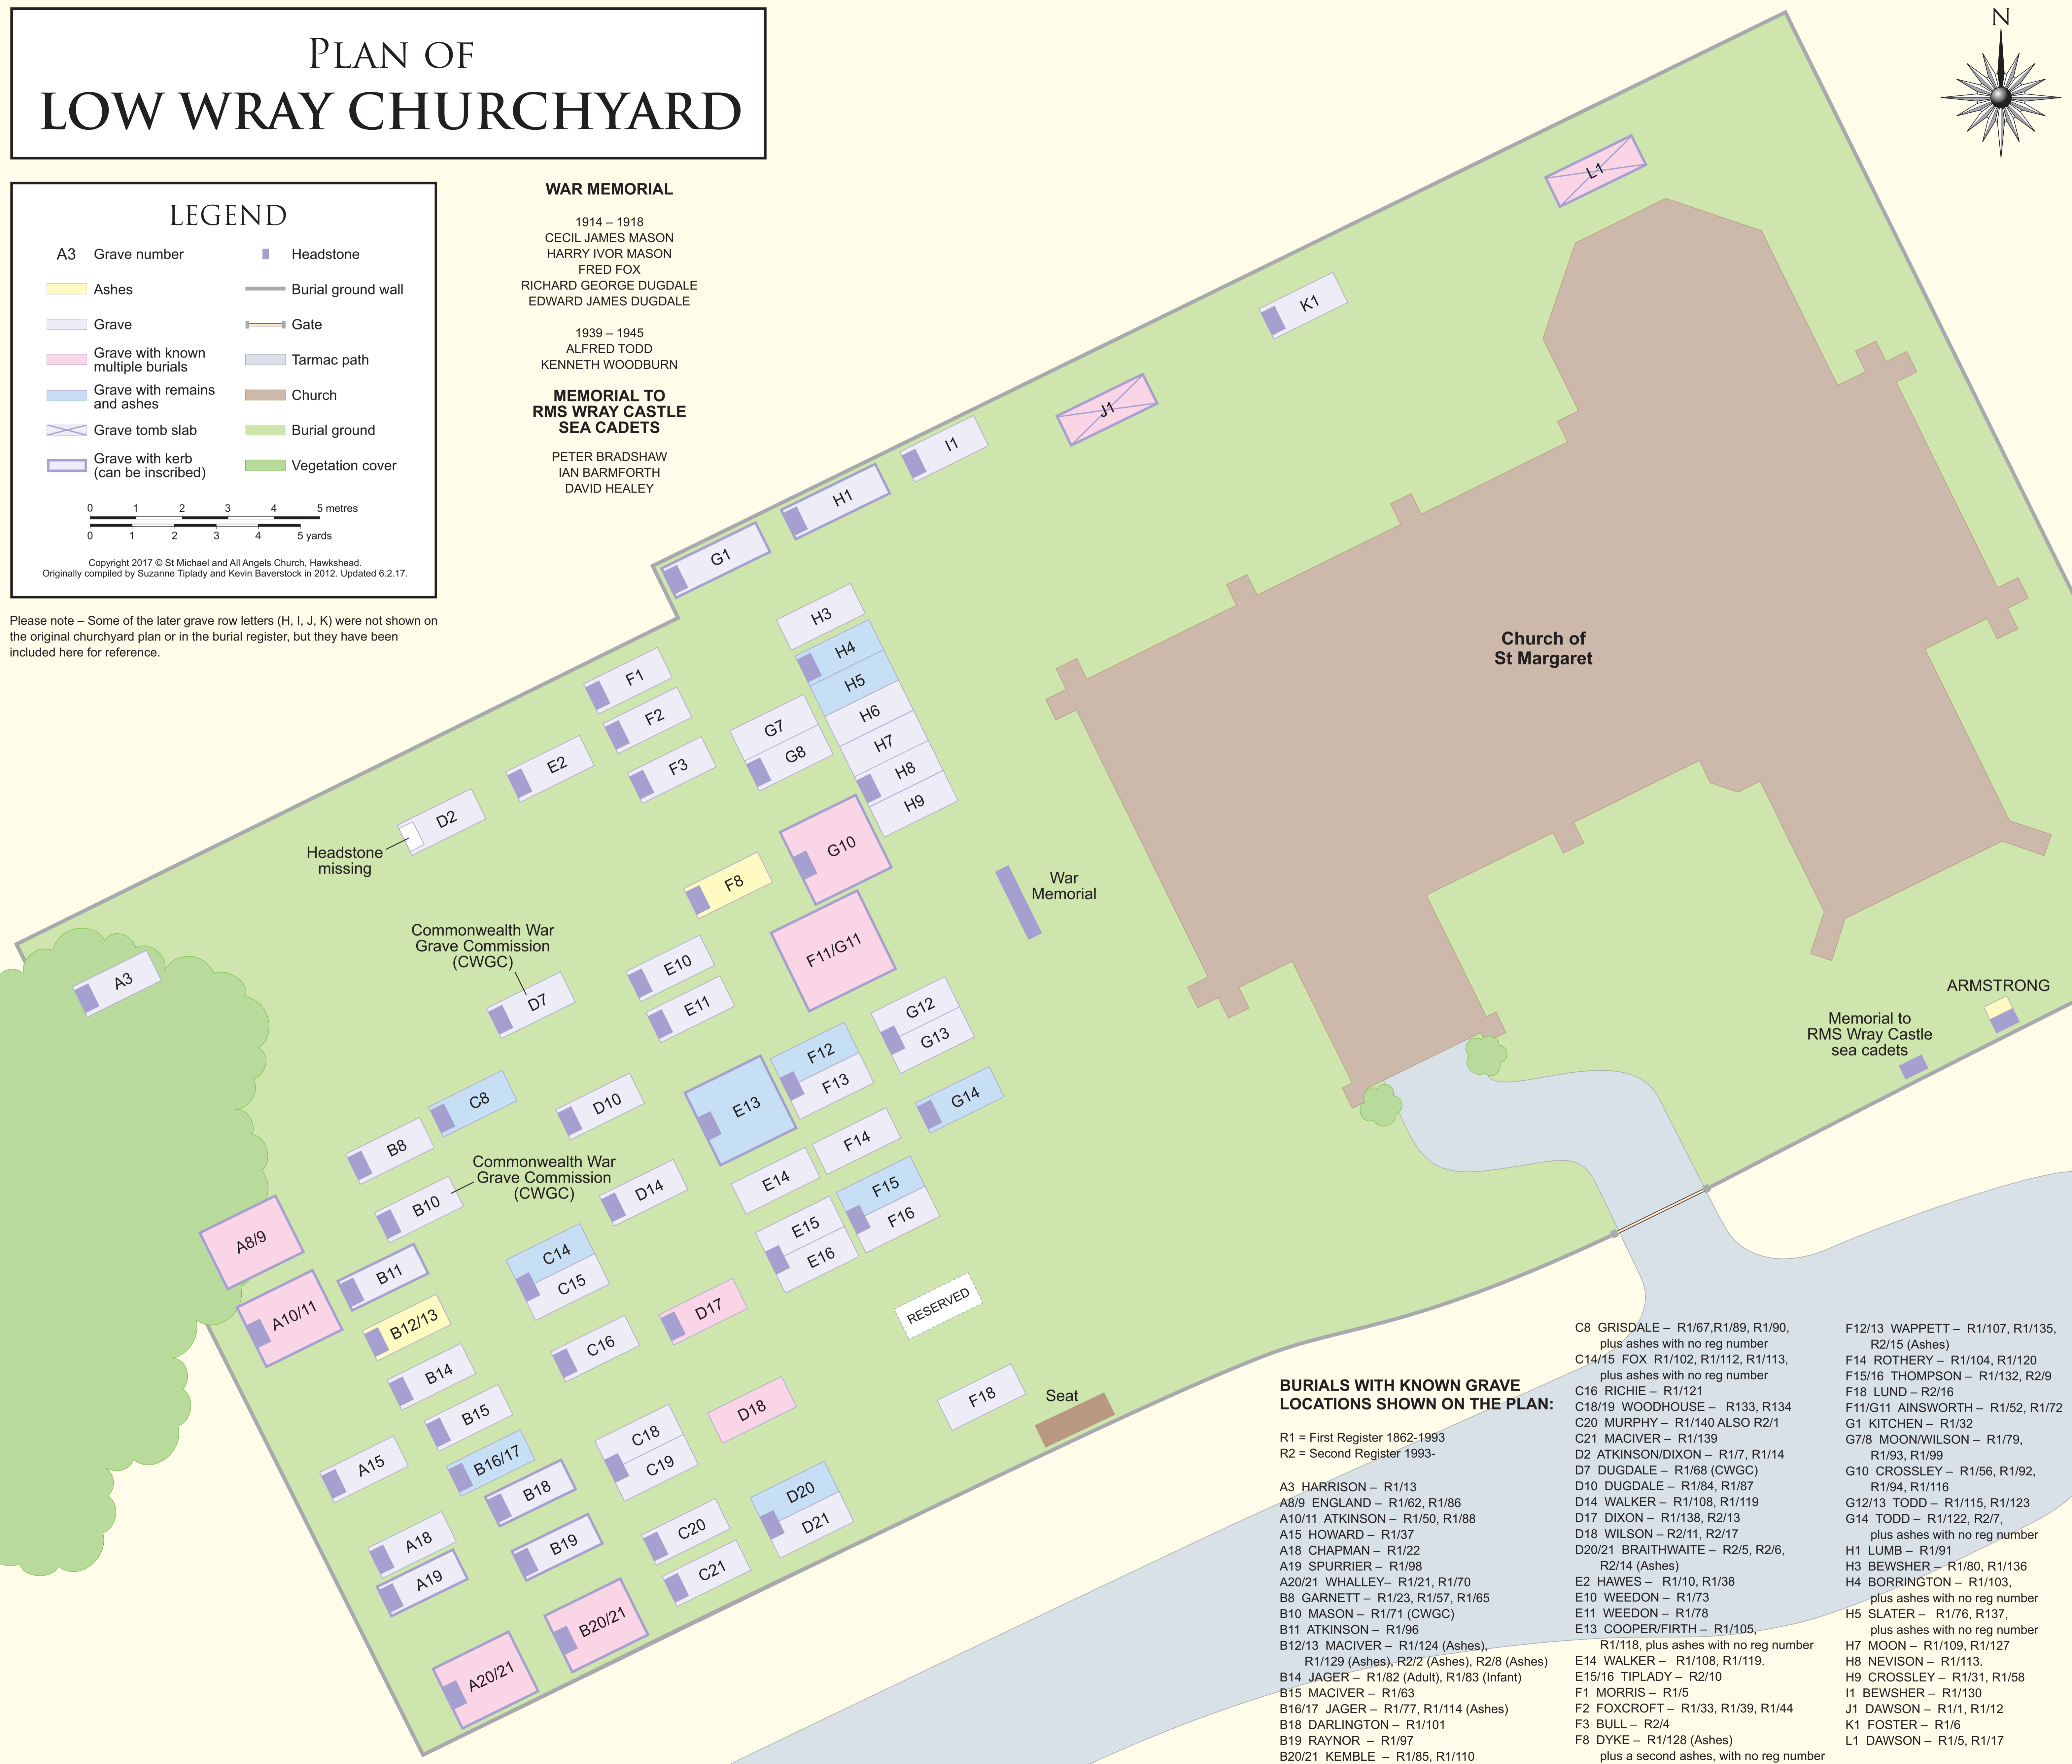 PLAN OF
LOW WRAY CHURCHYARD
N
LEGEND
A3 Grave number
Ashes
Grave
Grave with known
multiple burials
Grave with remains
and ashes
Grave tomb slab
Grave with kerb
(can be inscribed)
Headstone
Burial ground wall
Gate
Tarmac path
Church
Burial ground
Vegetation cover
0 1 2 3 4 5 metres
0 1 2 3 4 5 yards
Copyright 2017 © St Michael and All Angels Church, Hawkshead.
Originally compiled by Suzanne Tiplady and Kevin Baverstock in 2012. Updated 6.2.17.
Please note – Some of the later grave row letters (H, I, J, K) were not shown on
the original churchyard plan or in the burial register, but they have been
included here for reference.
WAR MEMORIAL
1914 – 1918
CECIL JAMES MASON
HARRY IVOR MASON
FRED FOX
RICHARD GEORGE DUGDALE
EDWARD JAMES DUGDALE
1939 – 1945
ALFRED TODD
KENNETH WOODBURN
MEMORIAL TO
RMS WRAY CASTLE
SEA CADETS
PETER BRADSHAW
IAN BARMFORTH
DAVID HEALEY
L1
K1
J1
I1
H1
G1
H3
H4
H5
H6
H7
H8
H9
G7
G8
F1
F2
F3
E2
D2
Headstone
missing
G10
F8
F11/G11
War
Memorial
Church of
St Margaret
Commonwealth War
Grave Commission
(CWGC)
D7
E10
E11
A3
G12
G13
F12
F13
G14
E13
D10
C8
B8
F14
E14
F15
F16
E15
E16
Commonwealth War
Grave Commission
(CWGC)
B10
D14
A8/9
B11
C14
C15
A10/11
B12/13
D17
RESERVED
C16
B14
B15
D18
F18
Seat
A15
B16/17
C18
C19
B18
D20
D21
A18
B19
C20
C21
A19
B20/21
A20/21
ARMSTRONG
Memorial to
RMS Wray Castle
sea cadets
BURIALS WITH KNOWN GRAVE
LOCATIONS SHOWN ON THE PLAN:
R1 = First Register 1862-1993
R2 = Second Register 1993-
A3 HARRISON – R1/13
A8/9 ENGLAND – R1/62, R1/86
A10/11 ATKINSON – R1/50, R1/88
A15 HOWARD – R1/37
A18 CHAPMAN – R1/22
A19 SPURRIER – R1/98
A20/21 WHALLEY– R1/21, R1/70
B8 GARNETT – R1/23, R1/57, R1/65
B10 MASON – R1/71 (CWGC)
B11 ATKINSON – R1/96
B12/13 MACIVER – R1/124 (Ashes),
R1/129 (Ashes), R2/2 (Ashes), R2/8 (Ashes)
B14 JAGER – R1/82 (Adult), R1/83 (Infant)
B15 MACIVER – R1/63
B16/17 JAGER – R1/77, R1/114 (Ashes)
B18 DARLINGTON – R1/101
B19 RAYNOR – R1/97
B20/21 KEMBLE – R1/85, R1/110
C8 GRISDALE – R1/67,R1/89, R1/90,
plus ashes with no reg number
C14/15 FOX R1/102, R1/112, R1/113,
plus ashes with no reg number
C16 RICHIE – R1/121
C18/19 WOODHOUSE – R133, R134
C20 MURPHY – R1/140 ALSO R2/1
C21 MACIVER – R1/139
D2 ATKINSON/DIXON – R1/7, R1/14
D7 DUGDALE – R1/68 (CWGC)
D10 DUGDALE – R1/84, R1/87
D14 WALKER – R1/108, R1/119
D17 DIXON – R1/138, R2/13
D18 WILSON – R2/11, R2/17
D20/21 BRAITHWAITE – R2/5, R2/6,
R2/14 (Ashes)
E2 HAWES – R1/10, R1/38
E10 WEEDON – R1/73
E11 WEEDON – R1/78
E13 COOPER/FIRTH – R1/105,
R1/118, plus ashes with no reg number
E14 WALKER – R1/108, R1/119.
E15/16 TIPLADY – R2/10
F1 MORRIS – R1/5
F2 FOXCROFT – R1/33, R1/39, R1/44
F3 BULL – R2/4
F8 DYKE – R1/128 (Ashes)
plus a second ashes, with no reg number
F12/13 WAPPETT – R1/107, R1/135,
R2/15 (Ashes)
F14 ROTHERY – R1/104, R1/120
F15/16 THOMPSON – R1/132, R2/9
F18 LUND – R2/16
F11/G11 AINSWORTH – R1/52, R1/72
G1 KITCHEN – R1/32
G7/8 MOON/WILSON – R1/79,
R1/93, R1/99
G10 CROSSLEY – R1/56, R1/92,
R1/94, R1/116
G12/13 TODD – R1/115, R1/123
G14 TODD – R1/122, R2/7,
plus ashes with no reg number
H1 LUMB – R1/91
H3 BEWSHER – R1/80, R1/136
H4 BORRINGTON – R1/103,
plus ashes with no reg number
H5 SLATER – R1/76, R137,
plus ashes with no reg number
H7 MOON – R1/109, R1/127
H8 NEVISON – R1/113.
H9 CROSSLEY – R1/31, R1/58
I1 BEWSHER – R1/130
J1 DAWSON – R1/1, R1/12
K1 FOSTER – R1/6
L1 DAWSON – R1/5, R1/17